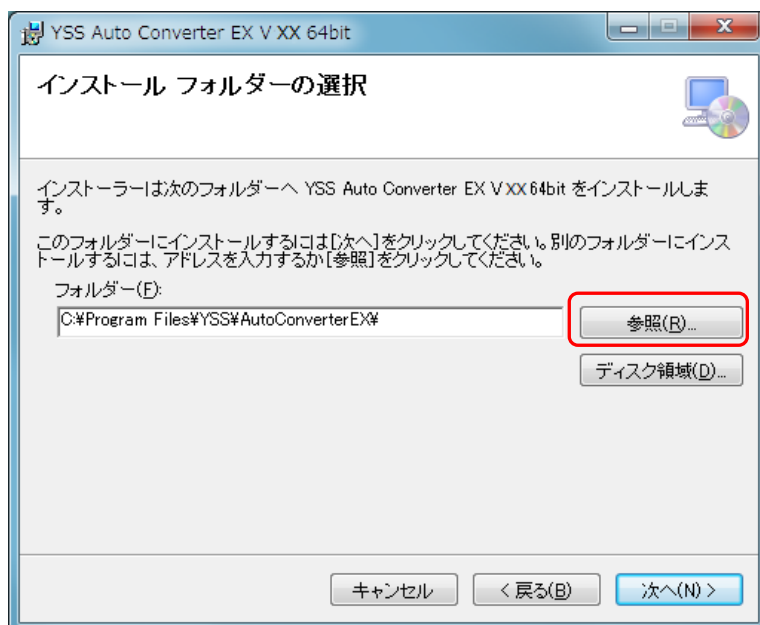 YSS Auto Converter EX V XX 64bit
インストール フォルダーの選択
インストーラーは次のフォルダーへ YSS Auto Converter EX V XX 64bit をインストールしま
す。
このフォルダーにインストールするには[次へ]をクリックしてください。別のフォルダーにインス
トールするには、アドレスを入力するか[参照]をクリックしてください。
フォルダー(F):
C:¥Program Files¥YSS¥AutoConverterEX¥
参照(R)...
ディスク領域(D)...
キャンセル
< 戻る(B)
次へ(N) >